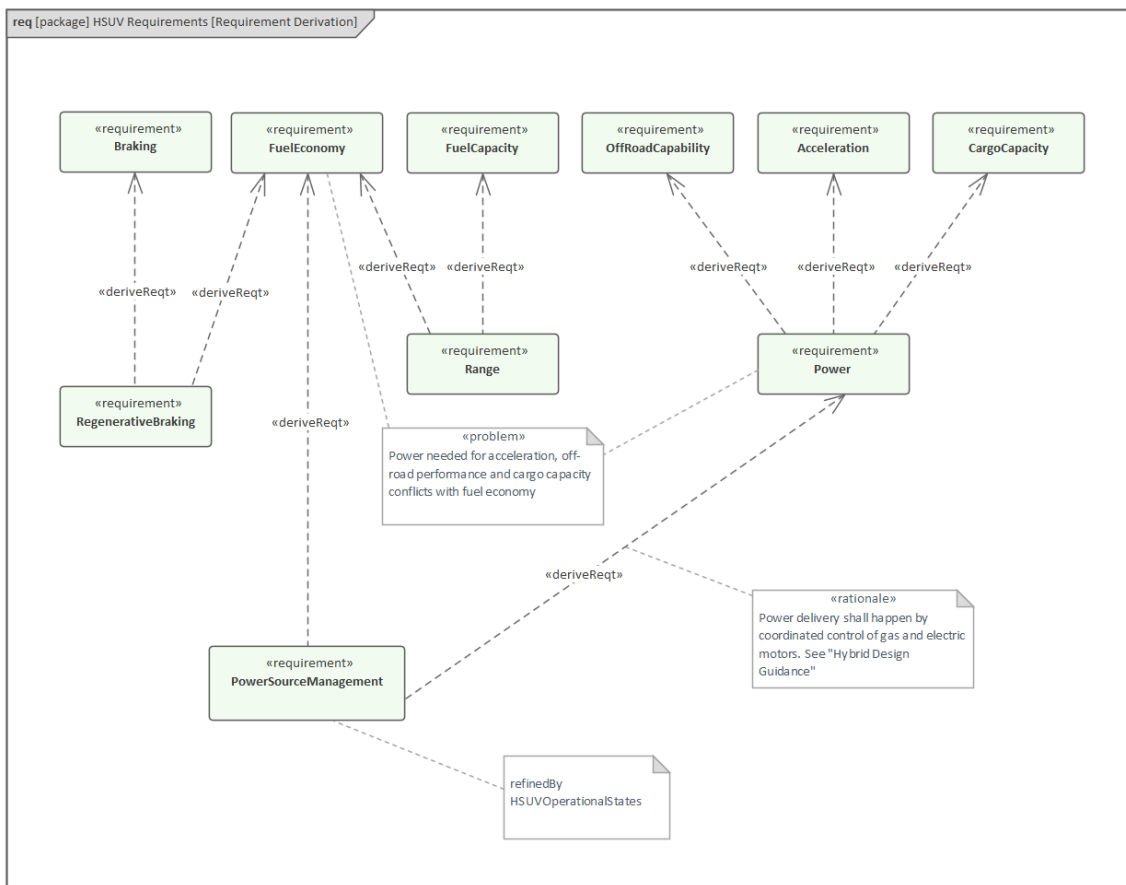 req [package] HSUV Requirements [Requirement Derivation]
«requirement»
Braking
«requirement»
FuelEconomy
«requirement»
FuelCapacity
«requirement»
OffRoadCapability
«requirement»
Acceleration
«requirement»
CargoCapacity
«deriveReqt»
«deriveReqt»
«deriveReqt»
«deriveReqt»
«deriveReqt»
«deriveReqt»
«deriveReqt»
«requirement»
Range
«requirement»
Power
«requirement»
RegenerativeBraking
«deriveReqt»
«problem»
Power needed for acceleration, off-
road performance and cargo capacity
conflicts with fuel economy
«deriveReqt»
«rationale»
Power delivery shall happen by
coordinated control of gas and electric
motors. See "Hybrid Design
Guidance"
«requirement»
PowerSourceManagement
refinedBy
HSUVOperationalStates